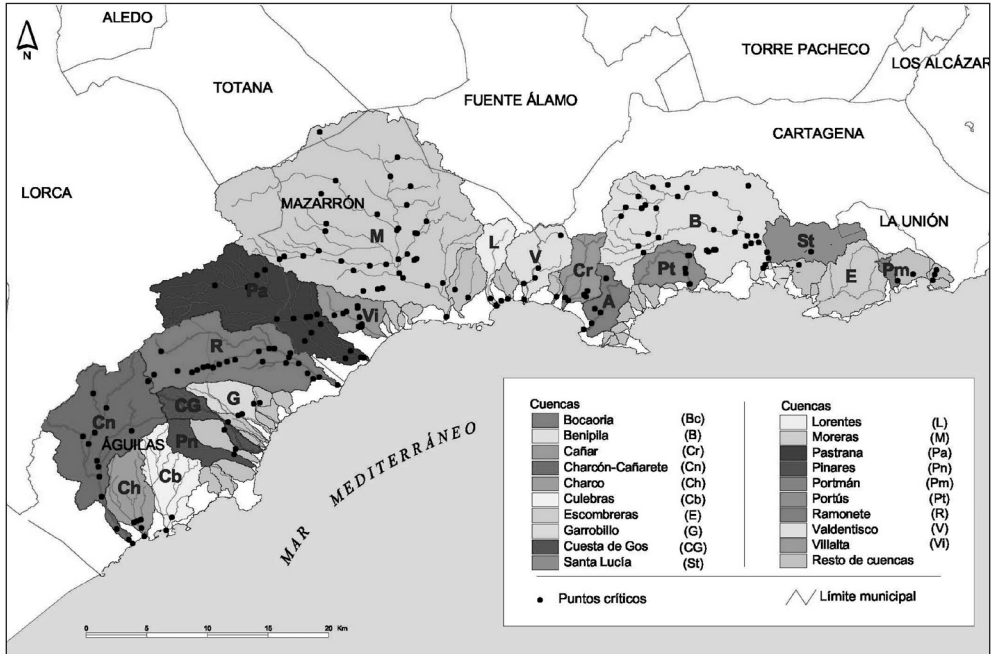 ALEDO
N
TOTANA
TORRE PACHECO
LOS ALCÁZAR
FUENTE ÁLAMO
CARTAGENA
LORCA
MAZARRÓN
M
L
V
B
LA UNIÓN
St
Cr
Pt
E
Pm
A
Pa
Vi
R
CG
G
Cn
ÁGUILAS
Pn
Ch
Cb
MAR MEDITERRÁNEO
Cuencas
Bocaoria (Bc)
Benipila (B)
Cañar (Cr)
Charcón-Cañarete (Cn)
Charco (Ch)
Culebras (Cb)
Escombreras (E)
Garrobillo (G)
Cuesta de Gos (CG)
Santa Lucía (St)
Cuencas
Lorentes (L)
Moreras (M)
Pastrana (Pa)
Pinares (Pn)
Portmán (Pm)
Portús (Pt)
Ramonete (R)
Valdentisco (V)
Villalta (Vi)
Resto de cuencas
Puntos críticos
Límite municipal
0 5 10 15 20 Km